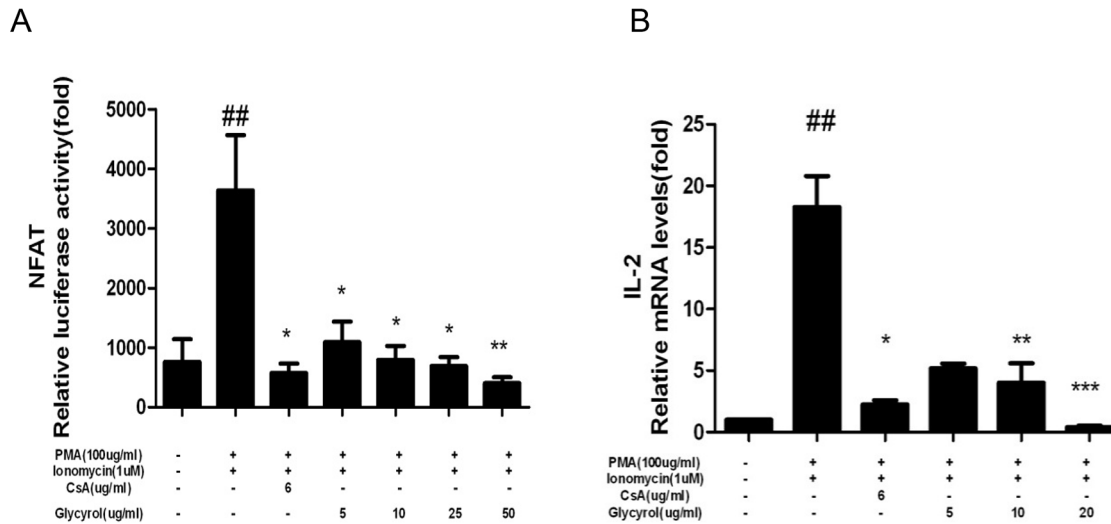 A
NFAT
Relative luciferase activity(fold)
5000
4000
3000
2000
1000
0
##
*
*
*
*
**
PMA(100ug/ml) - + + + + + +
Ionomycin(1uM) - + + + + + +
CsA(ug/ml) - - 6 - - - -
Glycyrol(ug/ml) - - - 5 10 25 50
B
IL-2
Relative mRNA levels(fold)
25
20
15
10
5
0
##
*
**
***
PMA(100ug/ml) - + + + + +
Ionomycin(1uM) - + + + + +
CsA(ug/ml) - - 6 - - -
Glycyrol(ug/ml) - - - 5 10 20